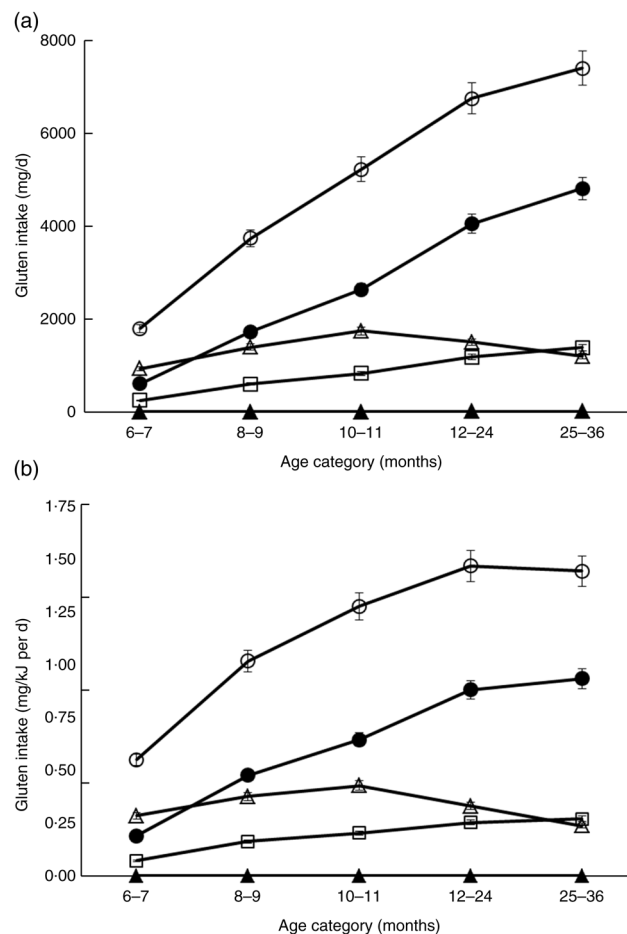 (a)
8000
6000
4000
2000
0
Gluten intake (mg/d)
6–7 8–9 10–11 12–24 25–36
Age category (months)
(b)
1·75
1·50
1·25
1·00
0·75
0·50
0·25
0·00
Gluten intake (mg/kJ per d)
6–7 8–9 10–11 12–24 25–36
Age category (months)